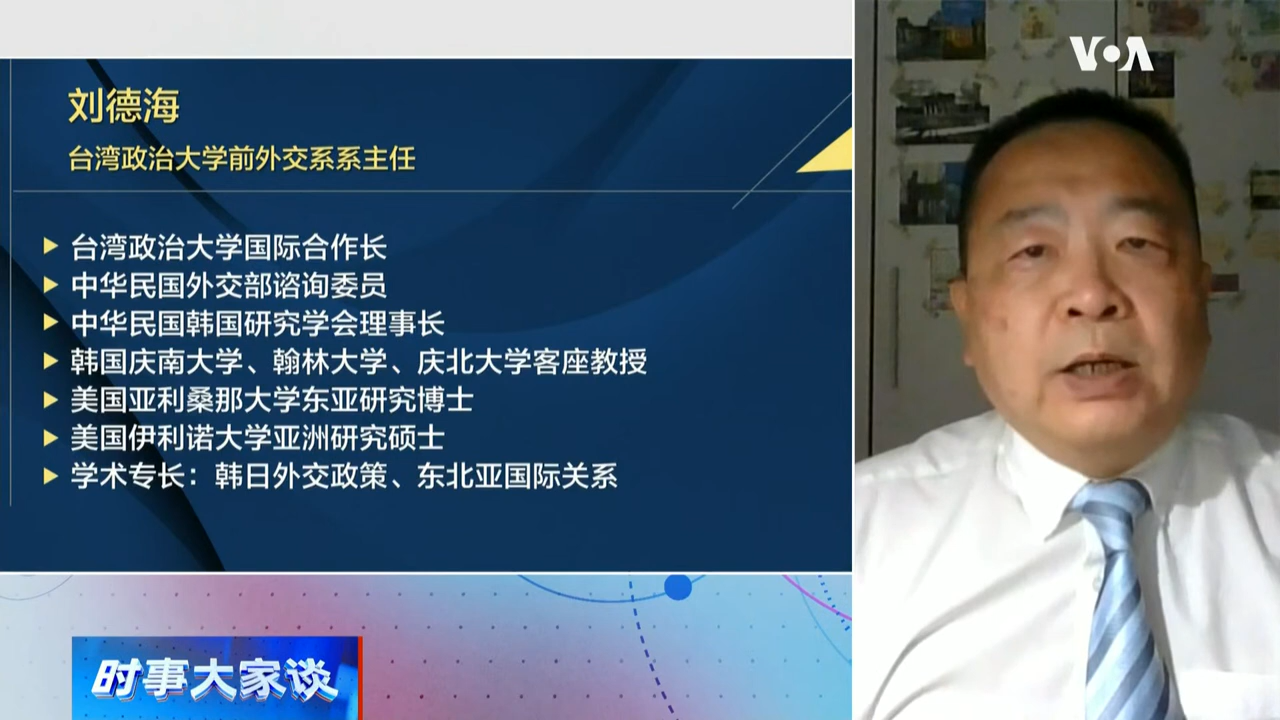 刘德海
台湾政治大学前外交系系主任
台湾政治大学国际合作长
中华民国外交部谘询委员
中华民国韩国研究学会理事长
韩国庆南大学、翰林大学、庆北大学客座教授
美国亚利桑那大学东亚研究博士
美国伊利诺大学亚洲研究硕士
学术专长：韩日外交政策、东北亚国际关系
时事大家谈
VOA